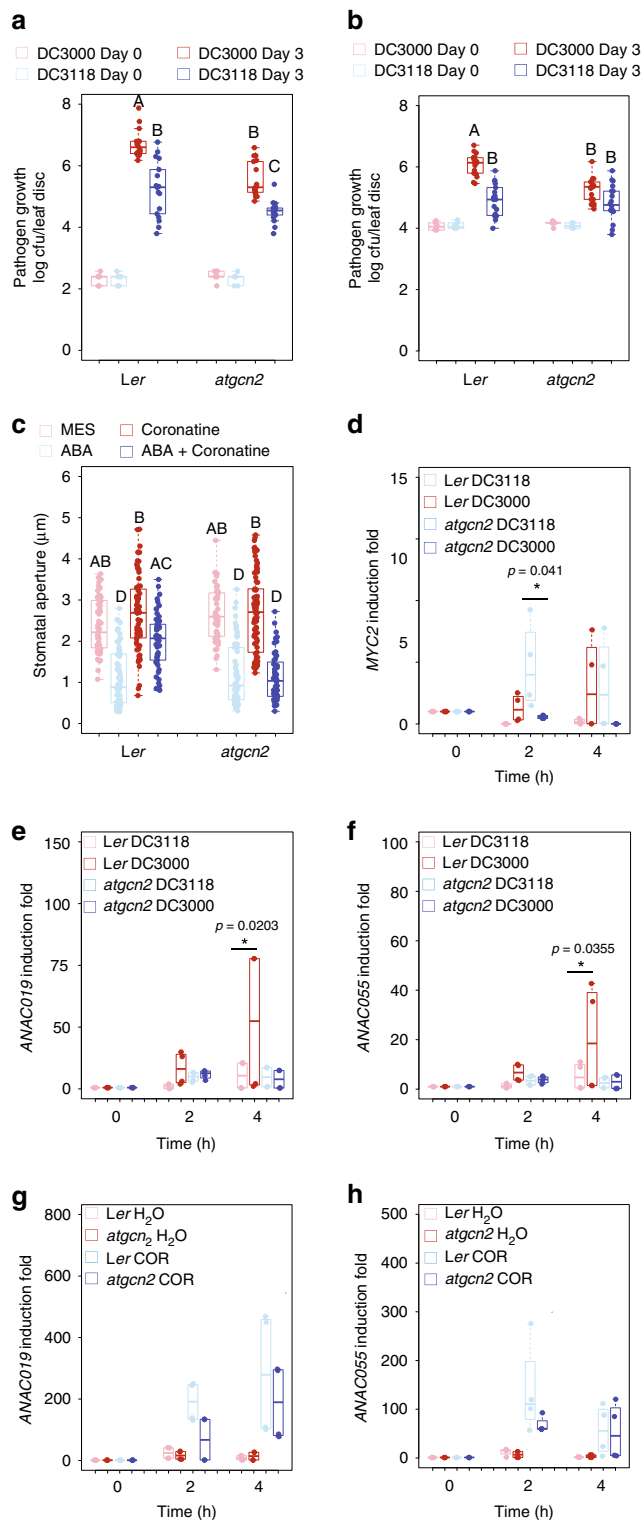 a
DC3000 Day 0 DC3000 Day 3
DC3118 Day 0 DC3118 Day 3
Pathogen growth
log cfu/leaf disc
8
6
4
2
0
A
B
B
C
Ler atgcn2
b
DC3000 Day 0 DC3000 Day 3
DC3118 Day 0 DC3118 Day 3
Pathogen growth
log cfu/leaf disc
8
6
4
2
0
A
B
B
B
Ler atgcn2
c
MES Coronatine
ABA ABA + Coronatine
Stomatal aperture (μm)
6
5
4
3
2
1
0
AB
D
B
AC
AB
D
B
D
Ler atgcn2
d
Ler DC3118
Ler DC3000
atgcn2 DC3118
atgcn2 DC3000
MYC2 induction fold
15
10
5
0
p = 0.041
*
0 2 4
Time (h)
e
Ler DC3118
Ler DC3000
atgcn2 DC3118
atgcn2 DC3000
ANAC019 induction fold
150
100
75
50
0
p = 0.0203
*
0 2 4
Time (h)
f
Ler DC3118
Ler DC3000
atgcn2 DC3118
atgcn2 DC3000
ANAC055 induction fold
100
80
60
40
20
0
p = 0.0355
*
0 2 4
Time (h)
g
Ler H₂O
atgcn₂ H₂O
Ler COR
atgcn2 COR
ANAC019 induction fold
800
600
400
200
0
0 2 4
Time (h)
h
Ler H₂O
atgcn2 H₂O
Ler COR
atgcn2 COR
ANAC055 induction fold
500
400
300
200
100
0
0 2 4
Time (h)